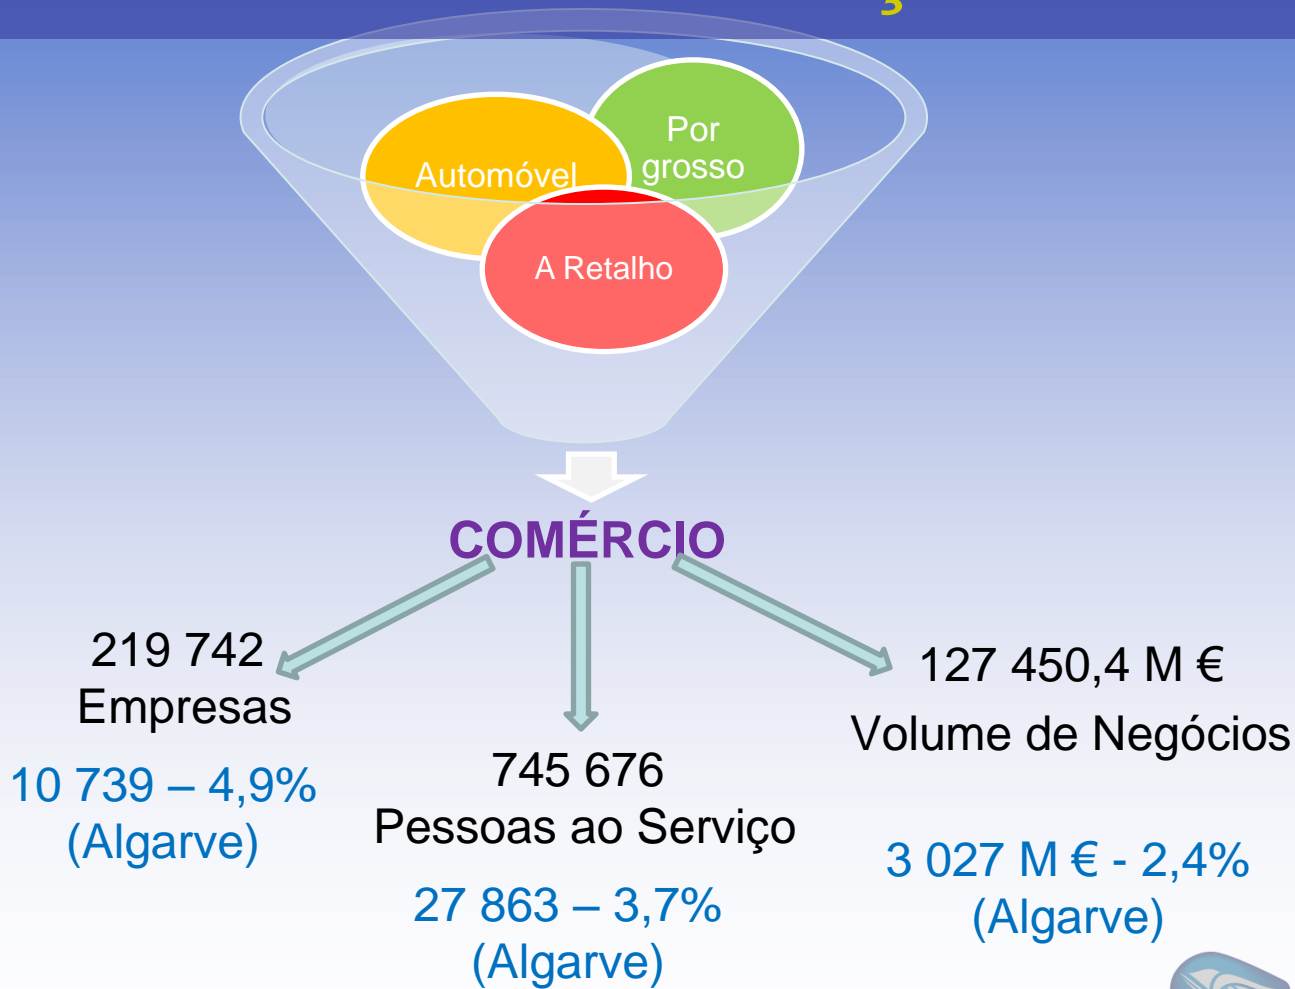 Por
grosso
Automóvel
A Retalho
COMÉRCIO
219 742
Empresas
10 739 – 4,9%
(Algarve)
745 676
Pessoas ao Serviço
27 863 – 3,7%
(Algarve)
127 450,4 M €
Volume de Negócios
3 027 M € - 2,4%
(Algarve)